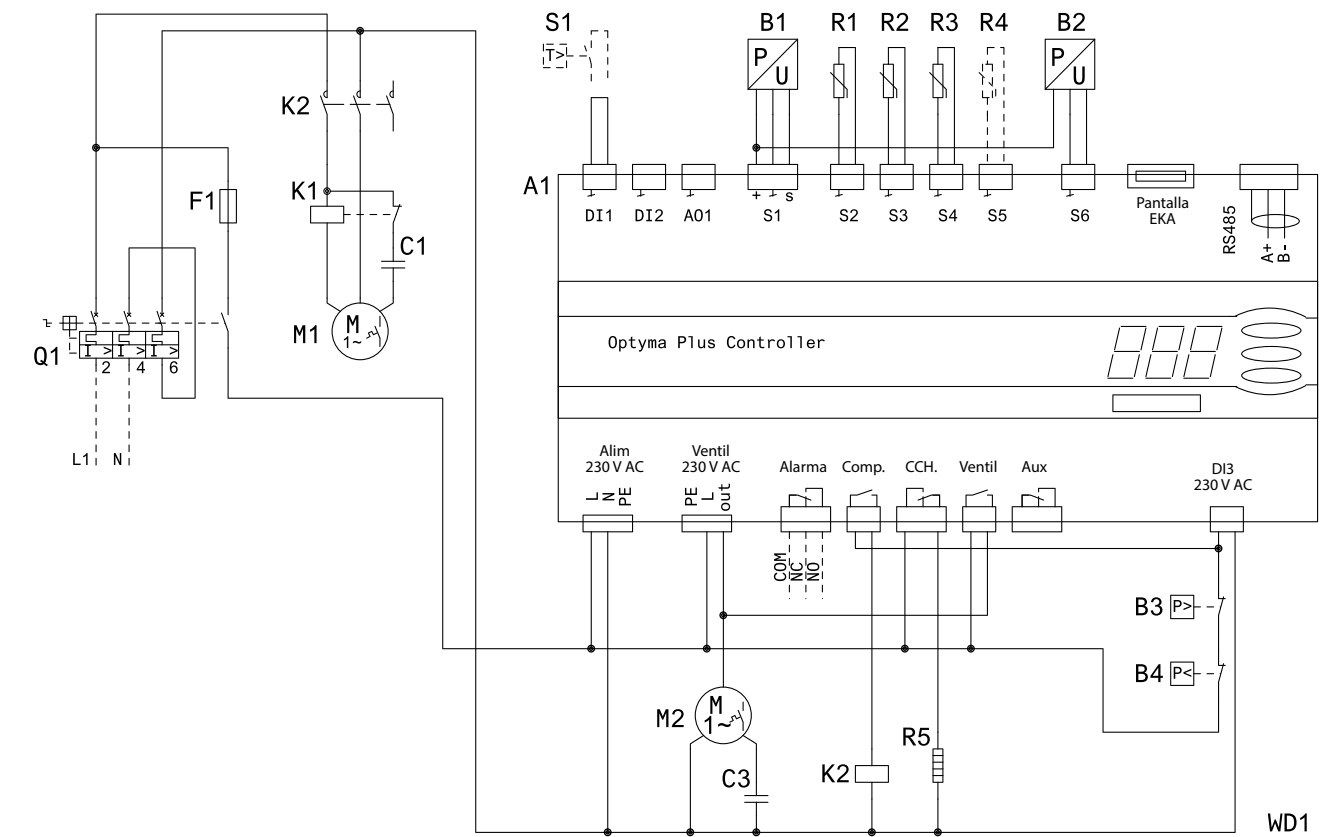 S1 B1 R1 R2 R3 R4 B2
T> P U P U
K2
A1
K1
F1
DI1 DI2 AO1 + s S1 S2 S3 S4 S5 S6
Pantalla
EKA
RS485
A+
B-
C1
M1 M
1~
Optyma Plus Controller
Q1 I > I > I >
2 4 6
L1 N
Alim
230 V AC
Ventil
230 V AC
Alarma Comp. CCH. Ventil Aux
DI3
230 V AC
L
N
PE
PE
L
out
COM
NC
NO
B3 P>
B4 P<
M2 M
1~
R5
C3 K2
WD1